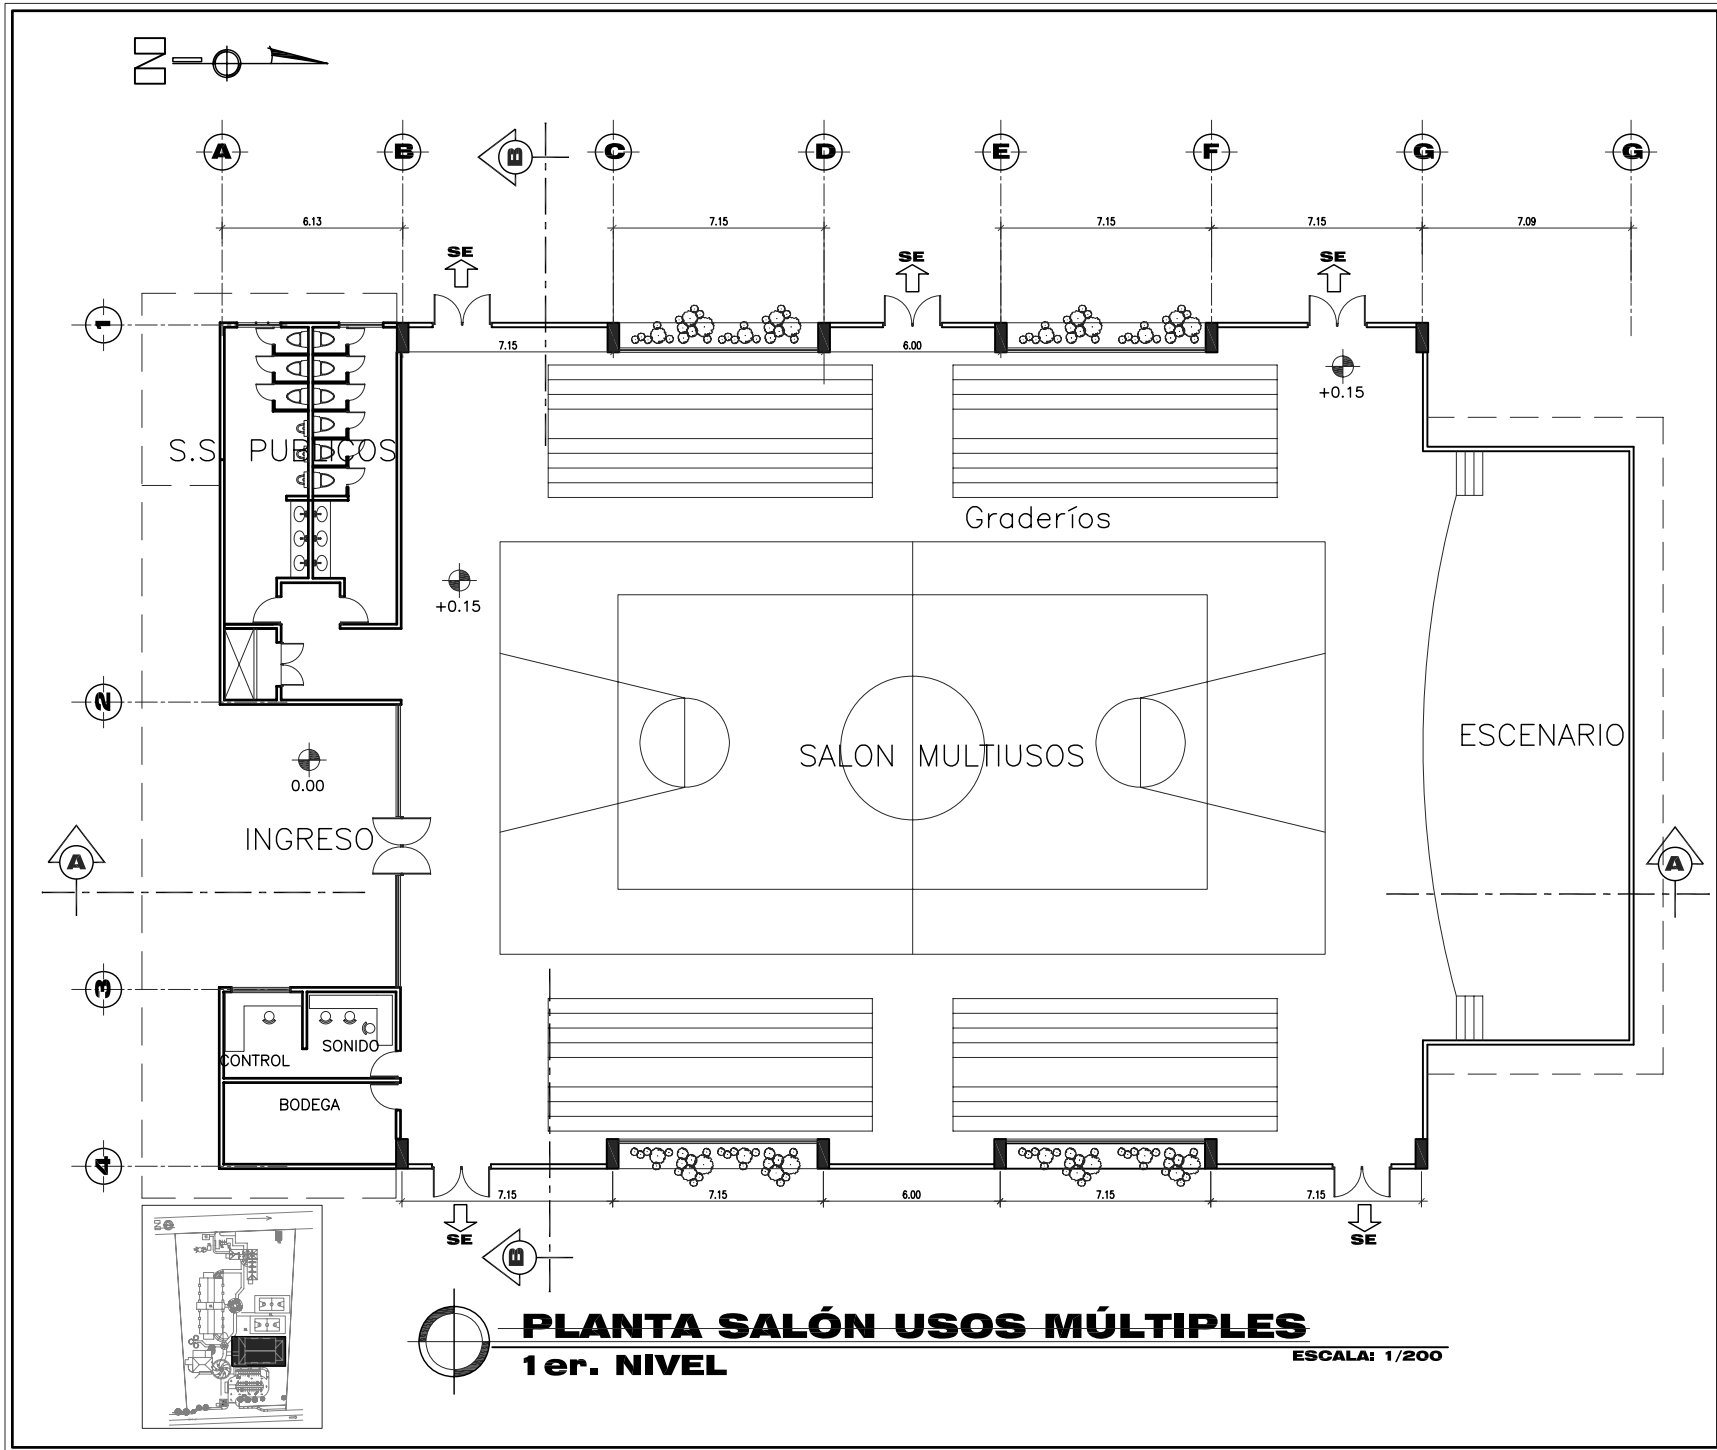 N
A B B C D E F G G
6.13 7.15 7.15 7.15 7.09
SE SE SE
1
7.15 6.00
+0.15
S.S. PUBLICOS
Graderíos
+0.15
2
SALON MULTIUSOS
ESCENARIO
0.00
INGRESO
A A
3
SONIDO
CONTROL
BODEGA
4
7.15 7.15 6.00 7.15 7.15
SE SE
B
N
PLANTA SALÓN USOS MÚLTIPLES
1er. NIVEL
ESCALA: 1/200